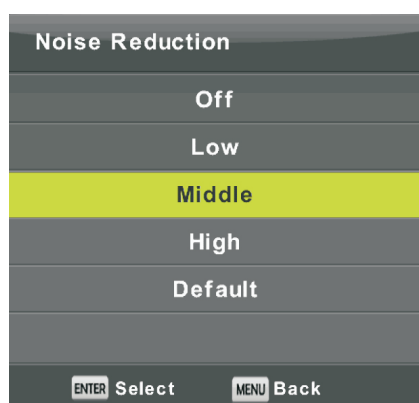 Noise Reduction
Off
Low
Middle
High
Default
ENTER Select MENU Back